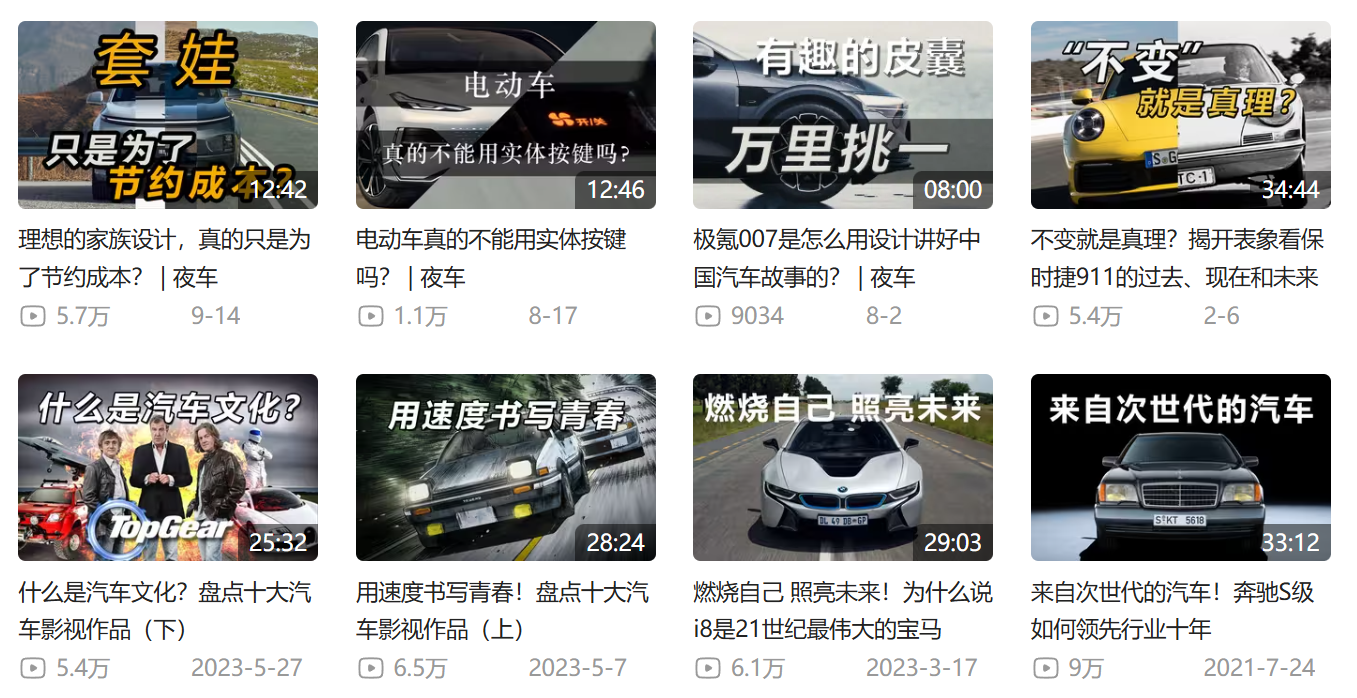 套 娃
只是为了
节约成本?
12:42
电动车
开/关
真的不能用实体按键吗?
12:46
有趣的皮囊
万里挑一
08:00
“不变”
就是真理?
S G
TC·1
34:44
理想的家族设计，真的只是为
了节约成本？｜夜车
5.7万 9-14
电动车真的不能用实体按键
吗？｜夜车
1.1万 8-17
极氪007是怎么用设计讲好中
国汽车故事的？｜夜车
9034 8-2
不变就是真理？揭开表象看保
时捷911的过去、现在和未来
5.4万 2-6
什么是汽车文化?
TopGear
25:32
用速度书写青春
28:24
燃烧自己 照亮未来
DL 49 DB-GP
29:03
来自次世代的汽车
S·KT 5618
33:12
什么是汽车文化？盘点十大汽
车影视作品（下）
5.4万 2023-5-27
用速度书写青春！盘点十大汽
车影视作品（上）
6.5万 2023-5-7
燃烧自己 照亮未来！为什么说
i8是21世纪最伟大的宝马
6.1万 2023-3-17
来自次世代的汽车！奔驰S级
如何领先行业十年
9万 2021-7-24